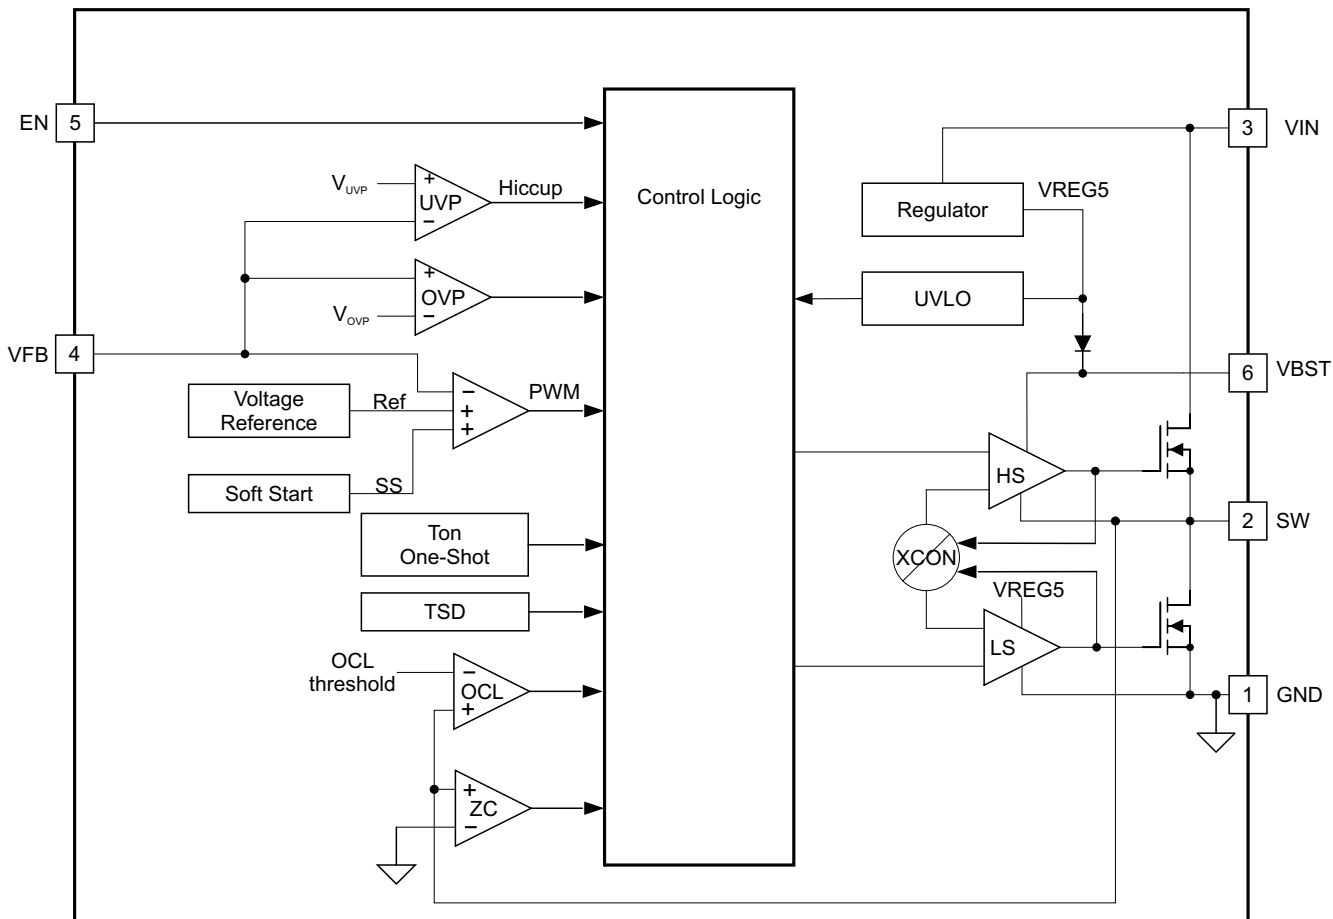 EN
5
3
VIN
V UVP
+
UVP
−
Hiccup
Control Logic
VREG5
Regulator
+
OVP
−
V OVP
UVLO
VFB
4
6
VBST
Voltage
Reference
Ref
−
+
+
PWM
Soft Start
SS
HS
2
SW
Ton
One-Shot
XCON
TSD
VREG5
LS
OCL
threshold
−
OCL
+
1
GND
+
ZC
−